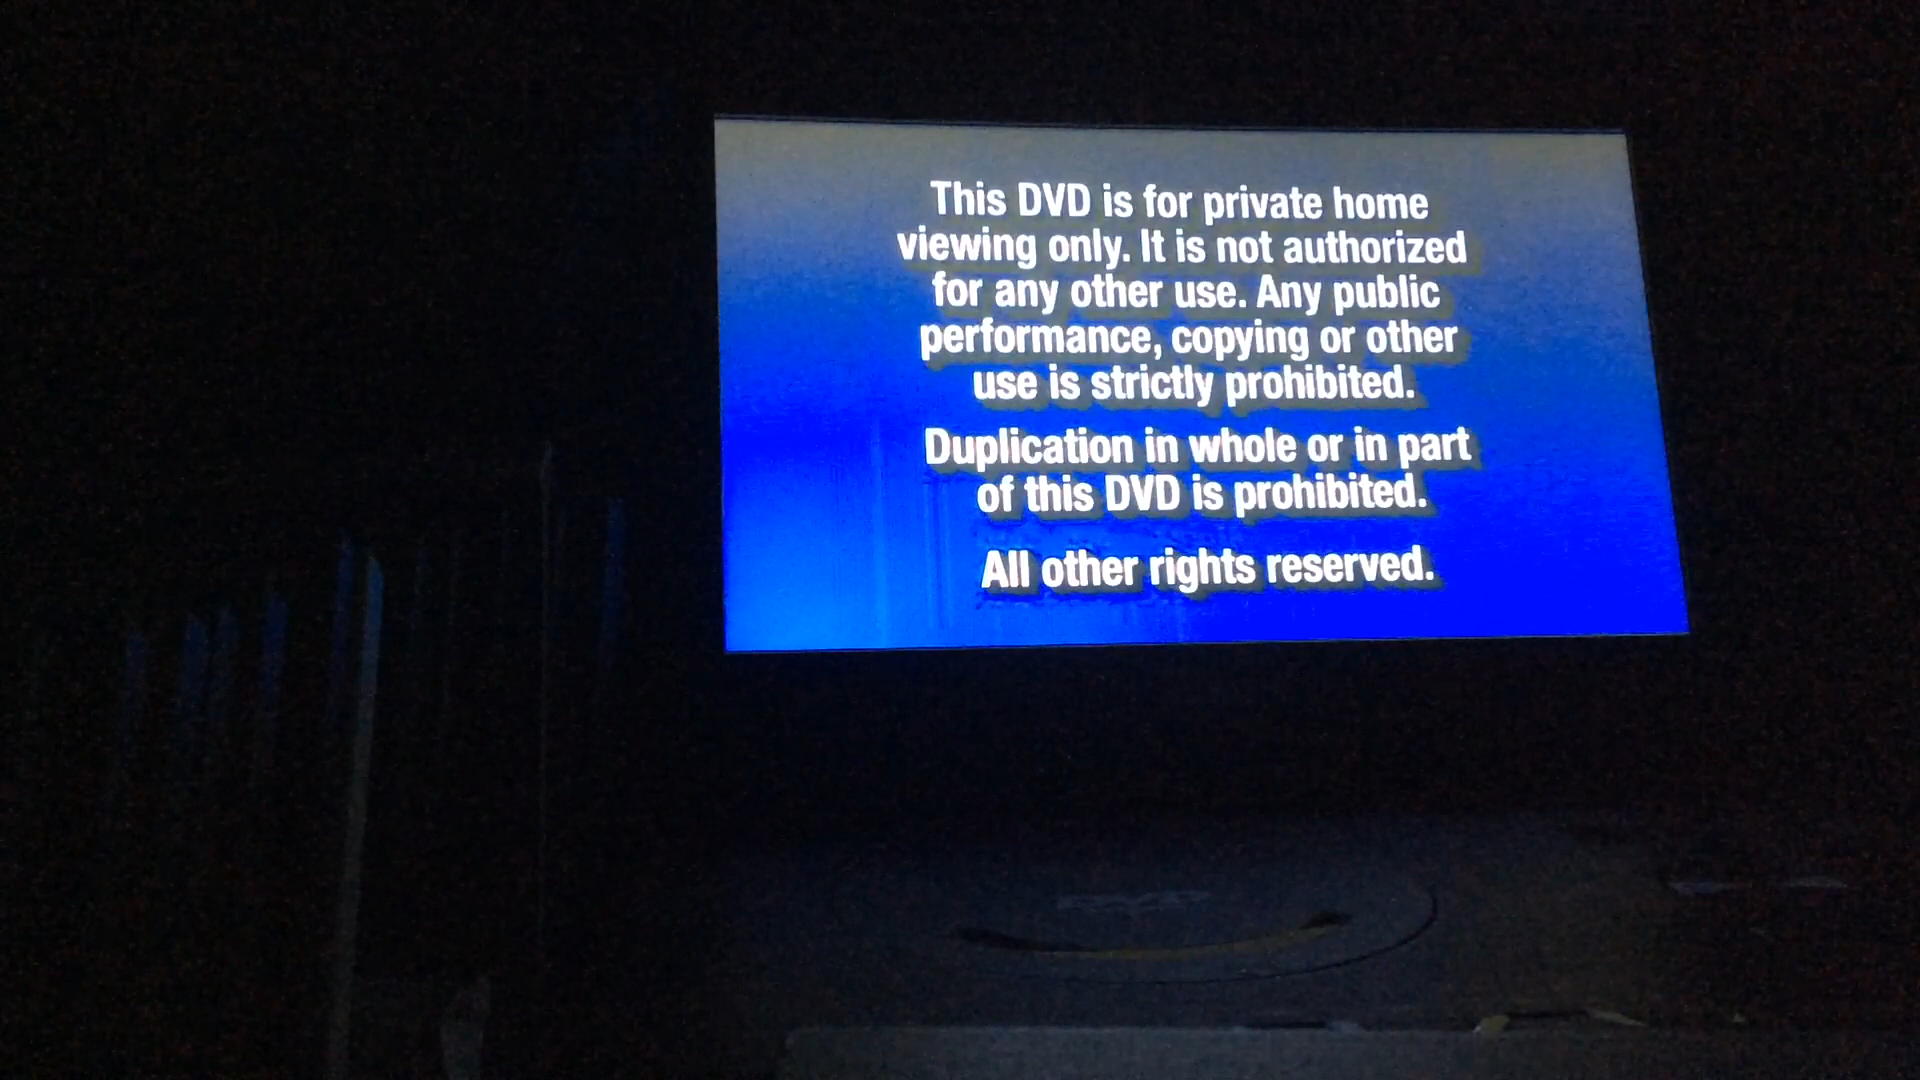 This DVD is for private home
viewing only. It is not authorized
for any other use. Any public
performance, copying or other
use is strictly prohibited.
Duplication in whole or in part
of this DVD is prohibited.
All other rights reserved.